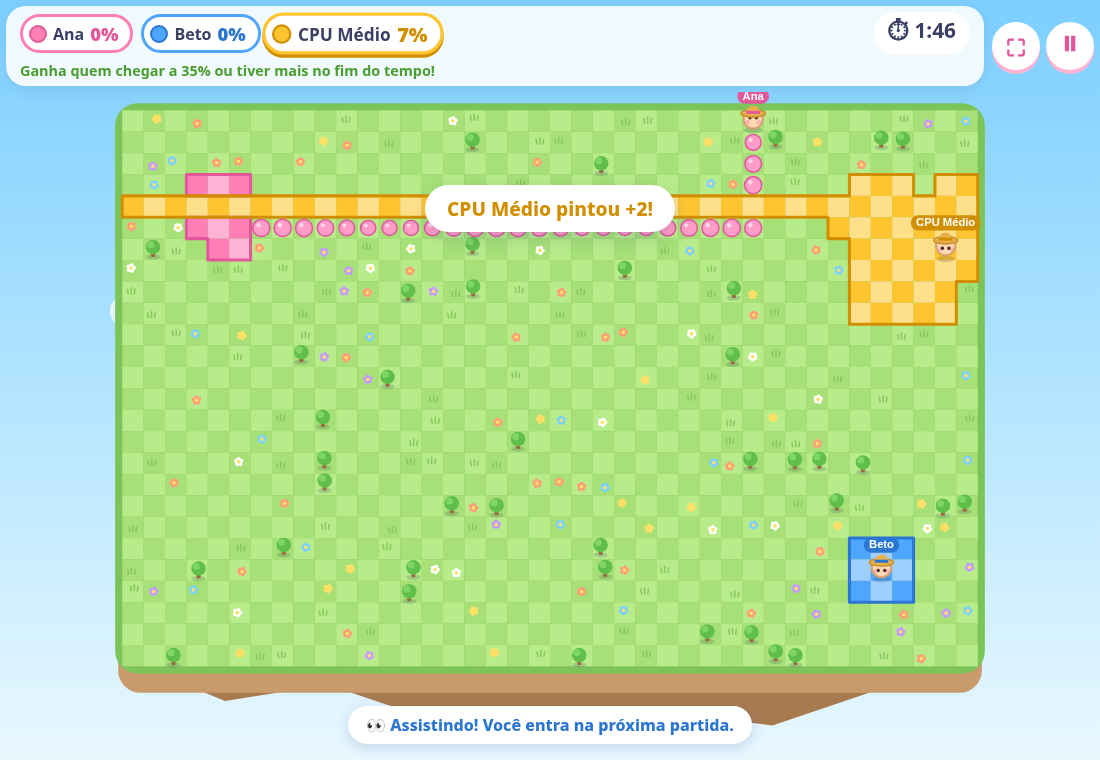 Ana 0%
Beto 0%
CPU Médio 7%
1:46
Ganha quem chegar a 35% ou tiver mais no fim do tempo!
Ana
CPU Médio pintou +2!
CPU Médio
Beto
Assistindo! Você entra na próxima partida.